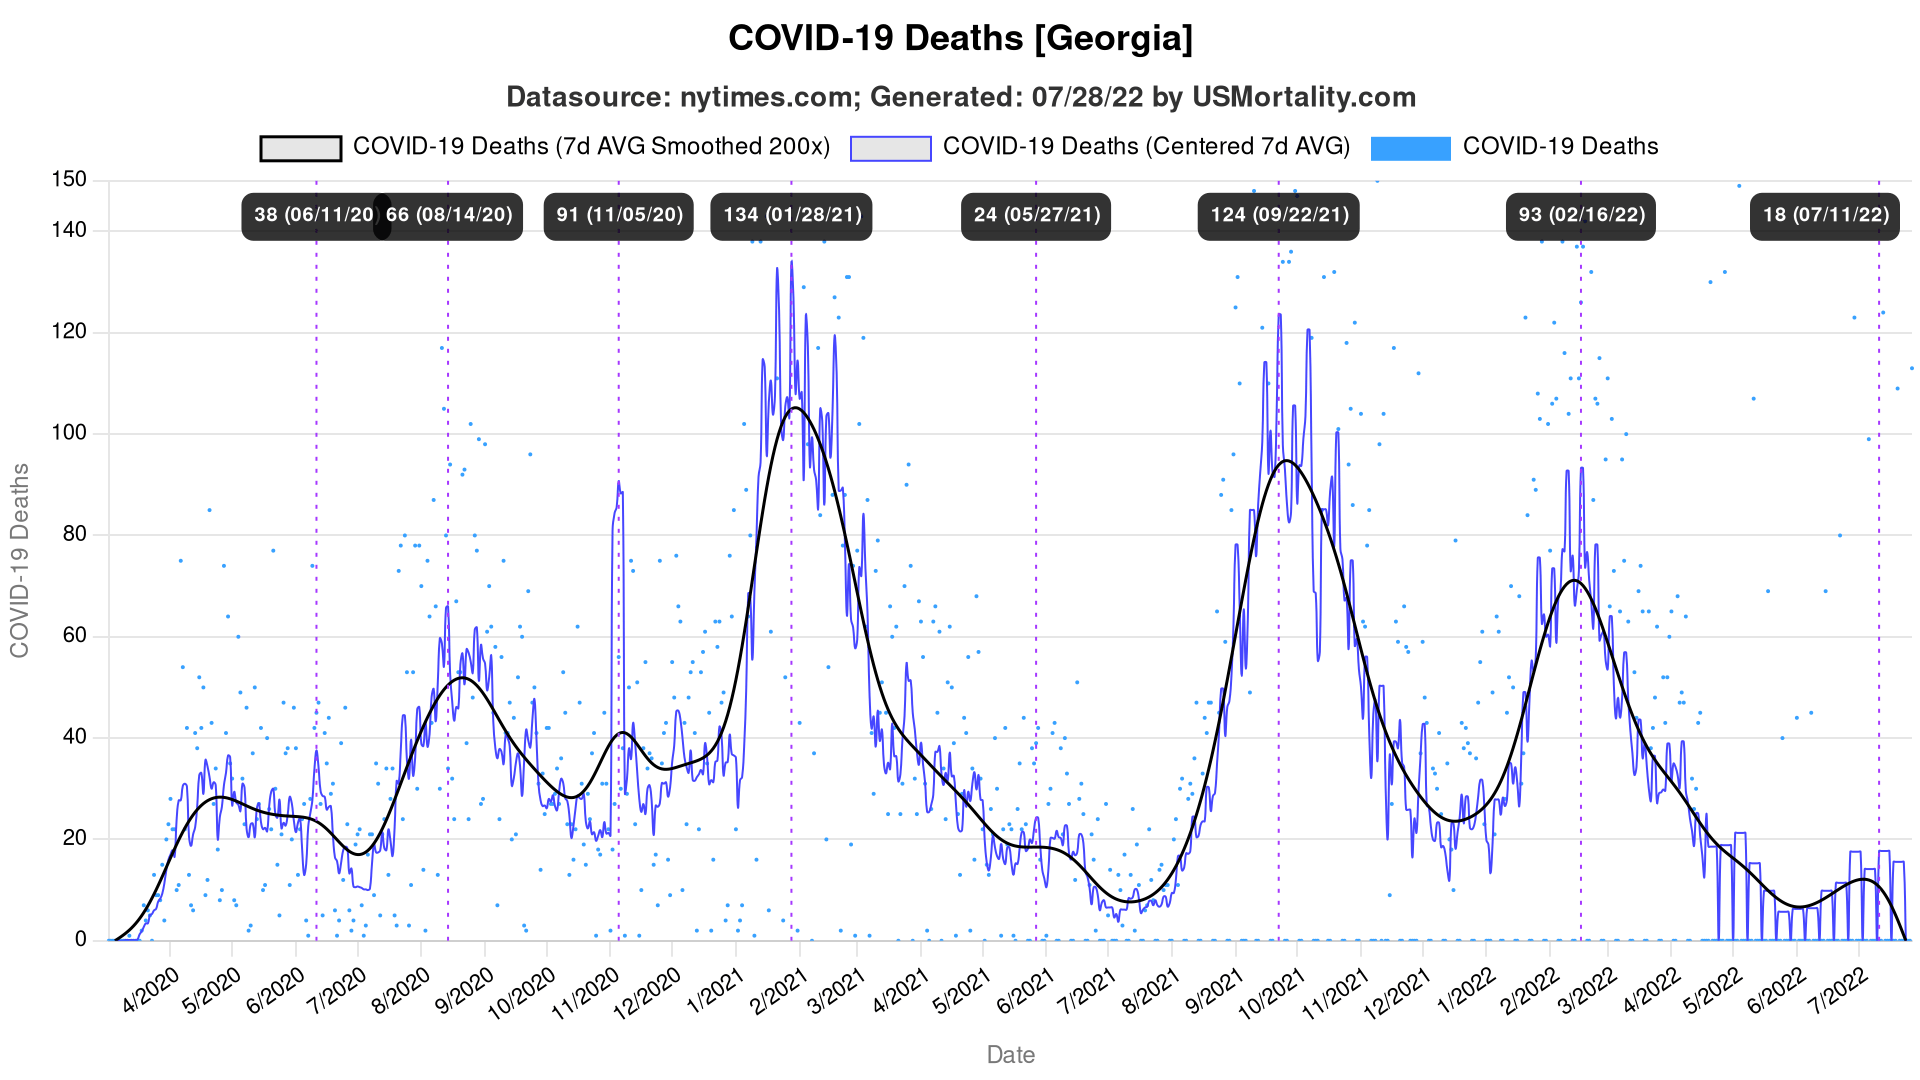 COVID-19 Deaths [Georgia]
Datasource: nytimes.com; Generated: 07/28/22 by USMortality.com
COVID-19 Deaths (7d AVG Smoothed 200x) COVID-19 Deaths (Centered 7d AVG) COVID-19 Deaths
150
38 (06/11/20) 66 (08/14/20) 91 (11/05/20) 134 (01/28/21) 24 (05/27/21) 124 (09/22/21) 93 (02/16/22) 18 (07/11/22)
140
120
100
80
60
40
20
0
COVID-19 Deaths
4/2020 5/2020 6/2020 7/2020 8/2020 9/2020 10/2020 11/2020 12/2020 1/2021 2/2021 3/2021 4/2021 5/2021 6/2021 7/2021 8/2021 9/2021 10/2021 11/2021 12/2021 1/2022 2/2022 3/2022 4/2022 5/2022 6/2022 7/2022
Date